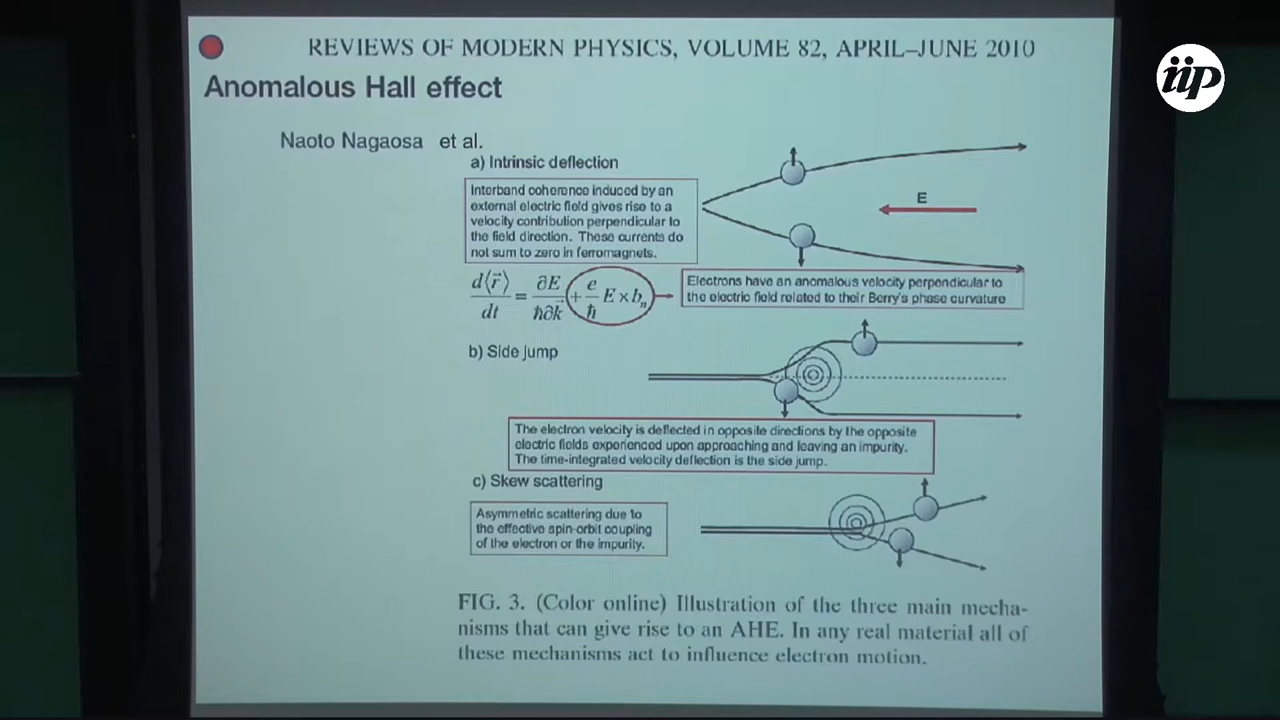 REVIEWS OF MODERN PHYSICS, VOLUME 82, APRIL–JUNE 2010
iip
Anomalous Hall effect
Naoto Nagaosa et al.
a) Intrinsic deflection
Interband coherence induced by an
external electric field gives rise to a
velocity contribution perpendicular to
the field direction. These currents do
not sum to zero in ferromagnets.
E
d⟨r⃗⟩/dt = ∂E/ħ∂k⃗ + e/ħ E × bₙ
Electrons have an anomalous velocity perpendicular to
the electric field related to their Berry's phase curvature
b) Side jump
The electron velocity is deflected in opposite directions by the opposite
electric fields experienced upon approaching and leaving an impurity.
The time-integrated velocity deflection is the side jump.
c) Skew scattering
Asymmetric scattering due to
the effective spin-orbit coupling
of the electron or the impurity.
FIG. 3. (Color online) Illustration of the three main mecha-
nisms that can give rise to an AHE. In any real material all of
these mechanisms act to influence electron motion.